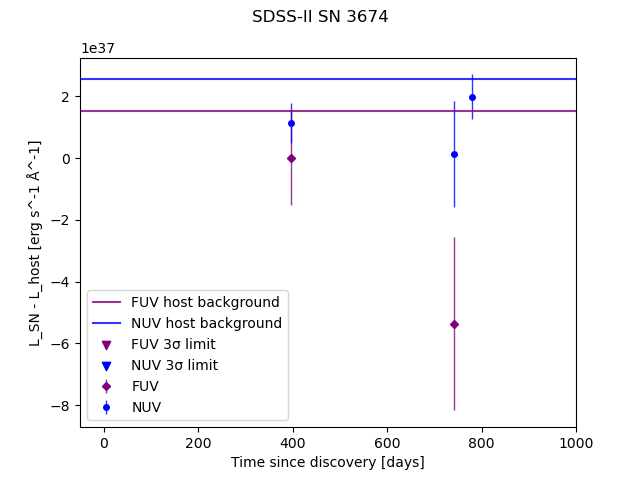 SDSS-II SN 3674
1e37
L_SN - L_host [erg s^-1 Å^-1]
2
0
−2
−4
−6
−8
FUV host background
NUV host background
FUV 3σ limit
NUV 3σ limit
FUV
NUV
0 200 400 600 800 1000
Time since discovery [days]